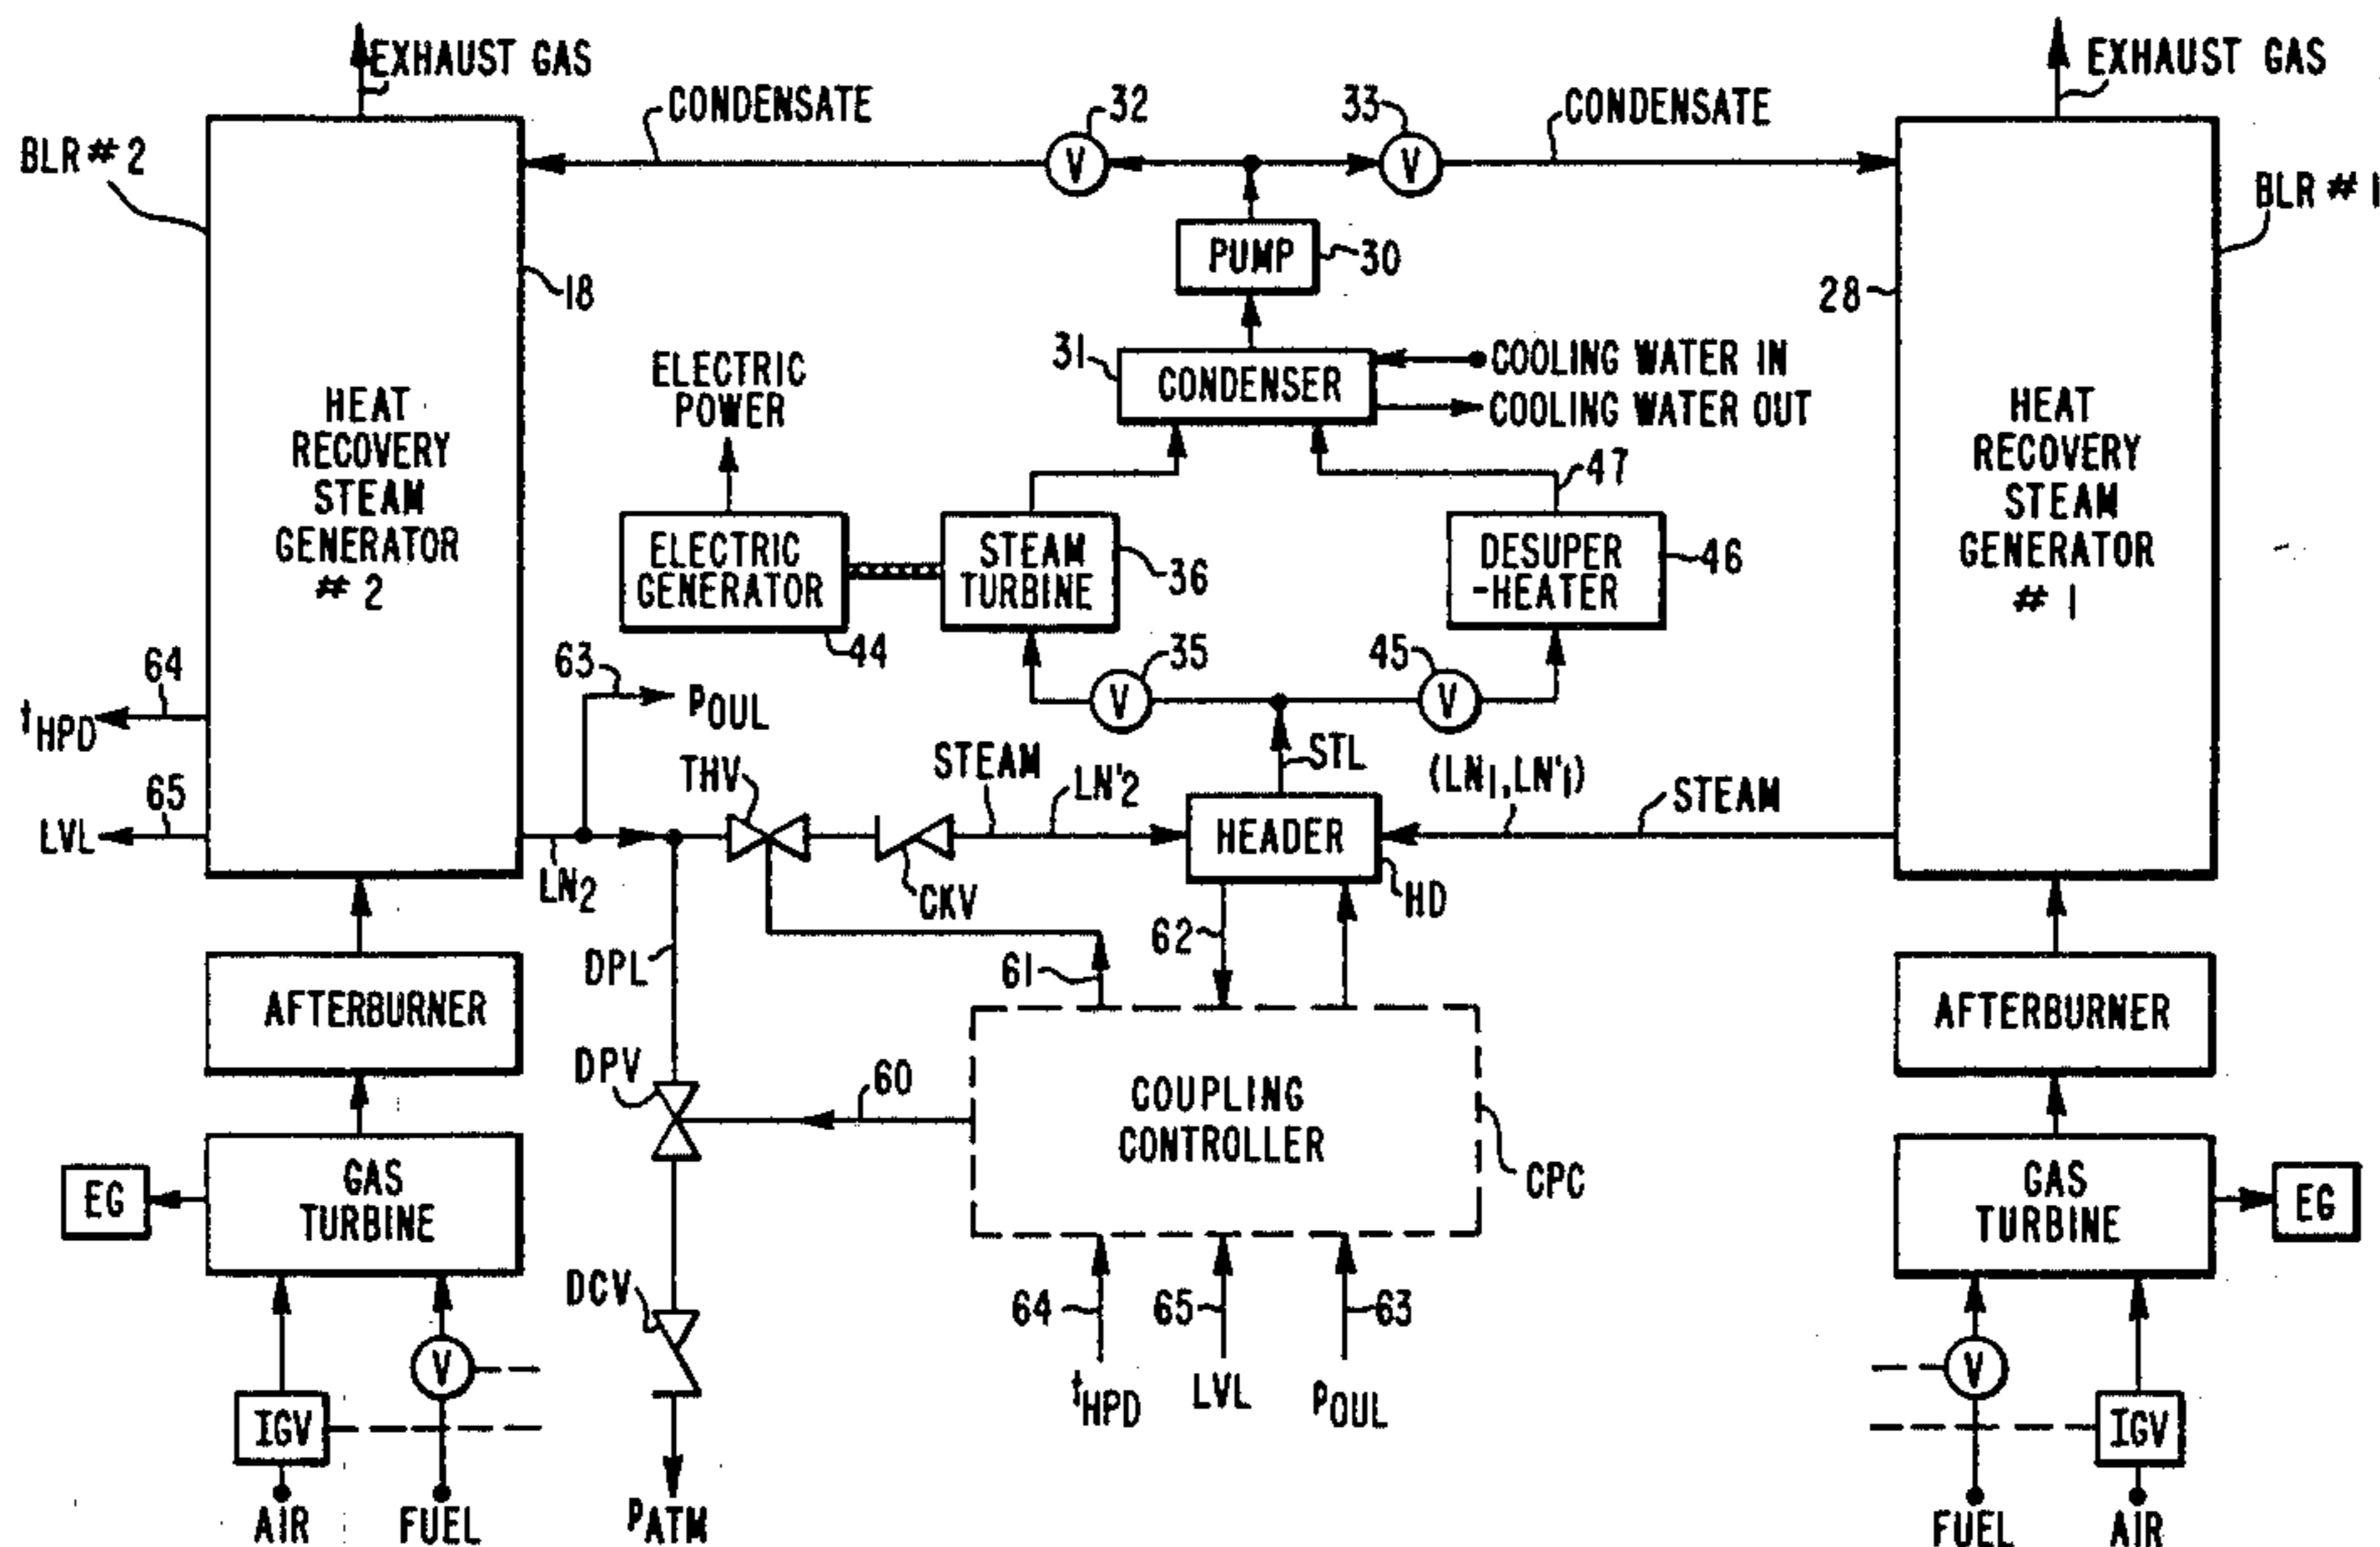 EXHAUST GAS
EXHAUST GAS
CONDENSATE
32
33
CONDENSATE
BLR # 2
V
V
BLR # 1
PUMP
30
18
28
31
CONDENSER
COOLING WATER IN
COOLING WATER OUT
ELECTRIC
POWER
HEAT
RECOVERY
STEAM
GENERATOR
# 2
HEAT
RECOVERY
STEAM
GENERATOR
# 1
47
ELECTRIC
GENERATOR
44
STEAM
TURBINE
36
DESUPER
-HEATER
46
64
tHPD
63
POUL
35
V
45
V
65
LVL
LN2
THV
STEAM
LN'2
CKV
STL
HEADER
HD
(LN1,LN'1)
STEAM
62
61
DPL
AFTERBURNER
AFTERBURNER
DPV
60
COUPLING
CONTROLLER
CPC
EG
GAS
TURBINE
GAS
TURBINE
EG
DCV
64
65
63
tHPD
LVL
POUL
V
V
IGV
IGV
AIR
FUEL
PATM
FUEL
AIR